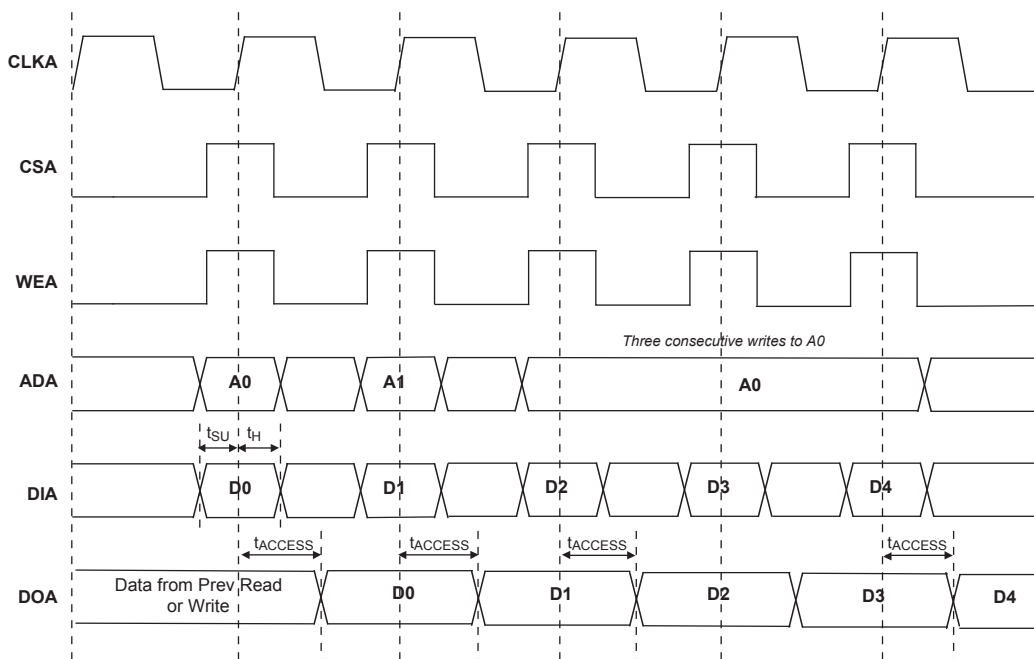 CLKA
CSA
WEA
Three consecutive writes to A0
ADA
A0
A1
A0
tSU
tH
DIA
D0
D1
D2
D3
D4
tACCESS
tACCESS
tACCESS
tACCESS
DOA
Data from Prev Read
or Write
D0
D1
D2
D3
D4